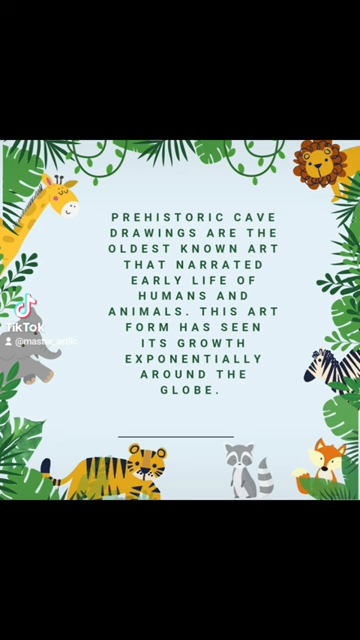 PREHISTORIC CAVE
DRAWINGS ARE THE
OLDEST KNOWN ART
THAT NARRATED
EARLY LIFE OF
HUMANS AND
ANIMALS. THIS ART
FORM HAS SEEN
ITS GROWTH
EXPONENTIALLY
AROUND THE
GLOBE.
TikTok